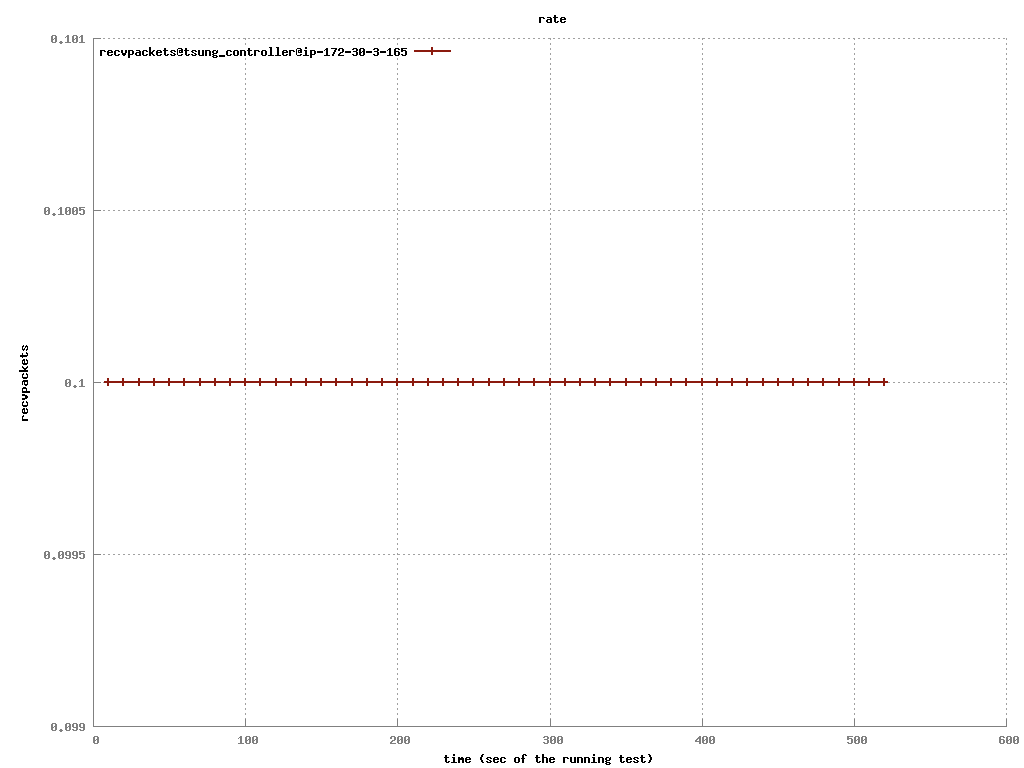 rate
0.101
recvpackets@tsung_controller@ip-172-30-3-165
0.1005
0.1
recvpackets
0.0995
0.099
0 100 200 300 400 500 600
time (sec of the running test)